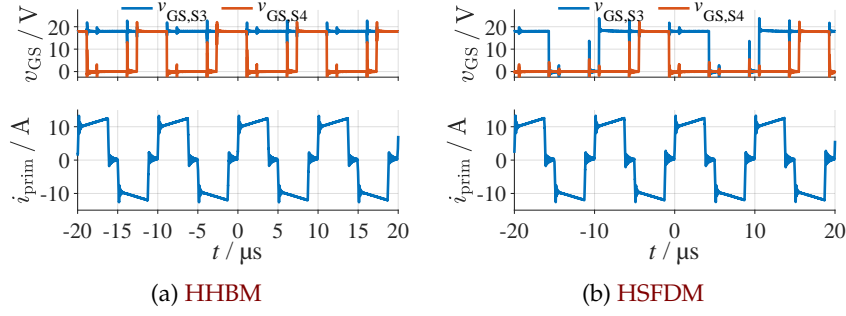 v_GS,S3 v_GS,S4
v_GS / V
20
10
0
i_prim / A
10
0
-10
-20 -15 -10 -5 0 5 10 15 20
t / µs
(a) HHBM
v_GS,S3 v_GS,S4
v_GS / V
20
10
0
i_prim / A
10
0
-10
-20 -10 0 10 20
t / µs
(b) HSFDM